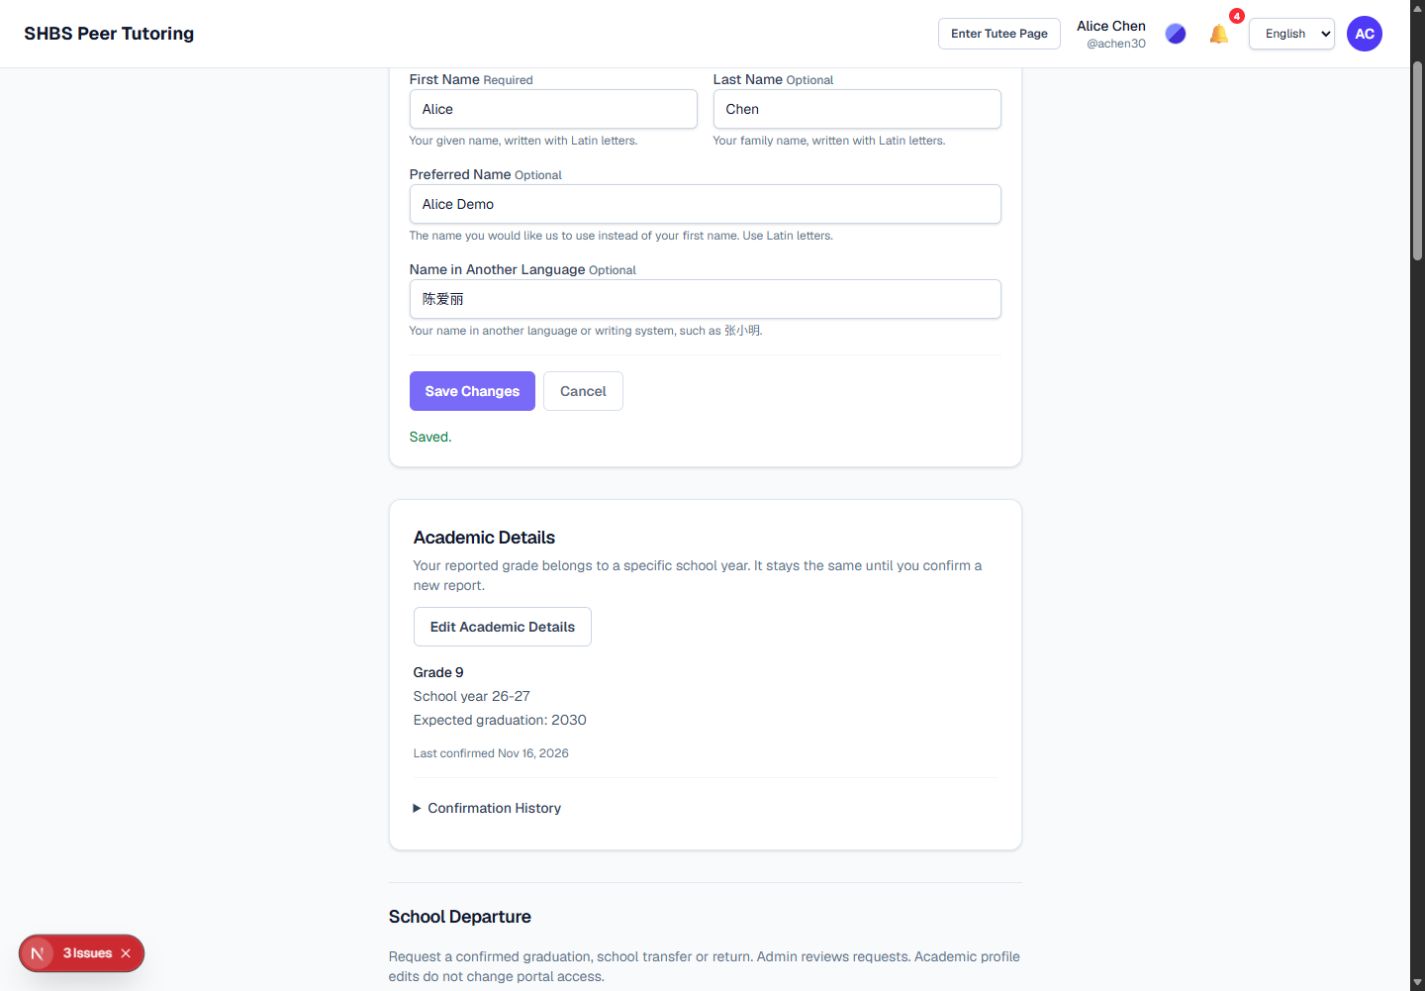 SHBS Peer Tutoring
Enter Tutee Page
Alice Chen
@achen30
4
English
AC
First Name Required
Last Name Optional
Alice
Chen
Your given name, written with Latin letters.
Your family name, written with Latin letters.
Preferred Name Optional
Alice Demo
The name you would like us to use instead of your first name. Use Latin letters.
Name in Another Language Optional
陈爱丽
Your name in another language or writing system, such as 张小明.
Save Changes
Cancel
Saved.
Academic Details
Your reported grade belongs to a specific school year. It stays the same until you confirm a
new report.
Edit Academic Details
Grade 9
School year 26-27
Expected graduation: 2030
Last confirmed Nov 16, 2026
Confirmation History
School Departure
Request a confirmed graduation, school transfer or return. Admin reviews requests. Academic profile
edits do not change portal access.
N
3 Issues